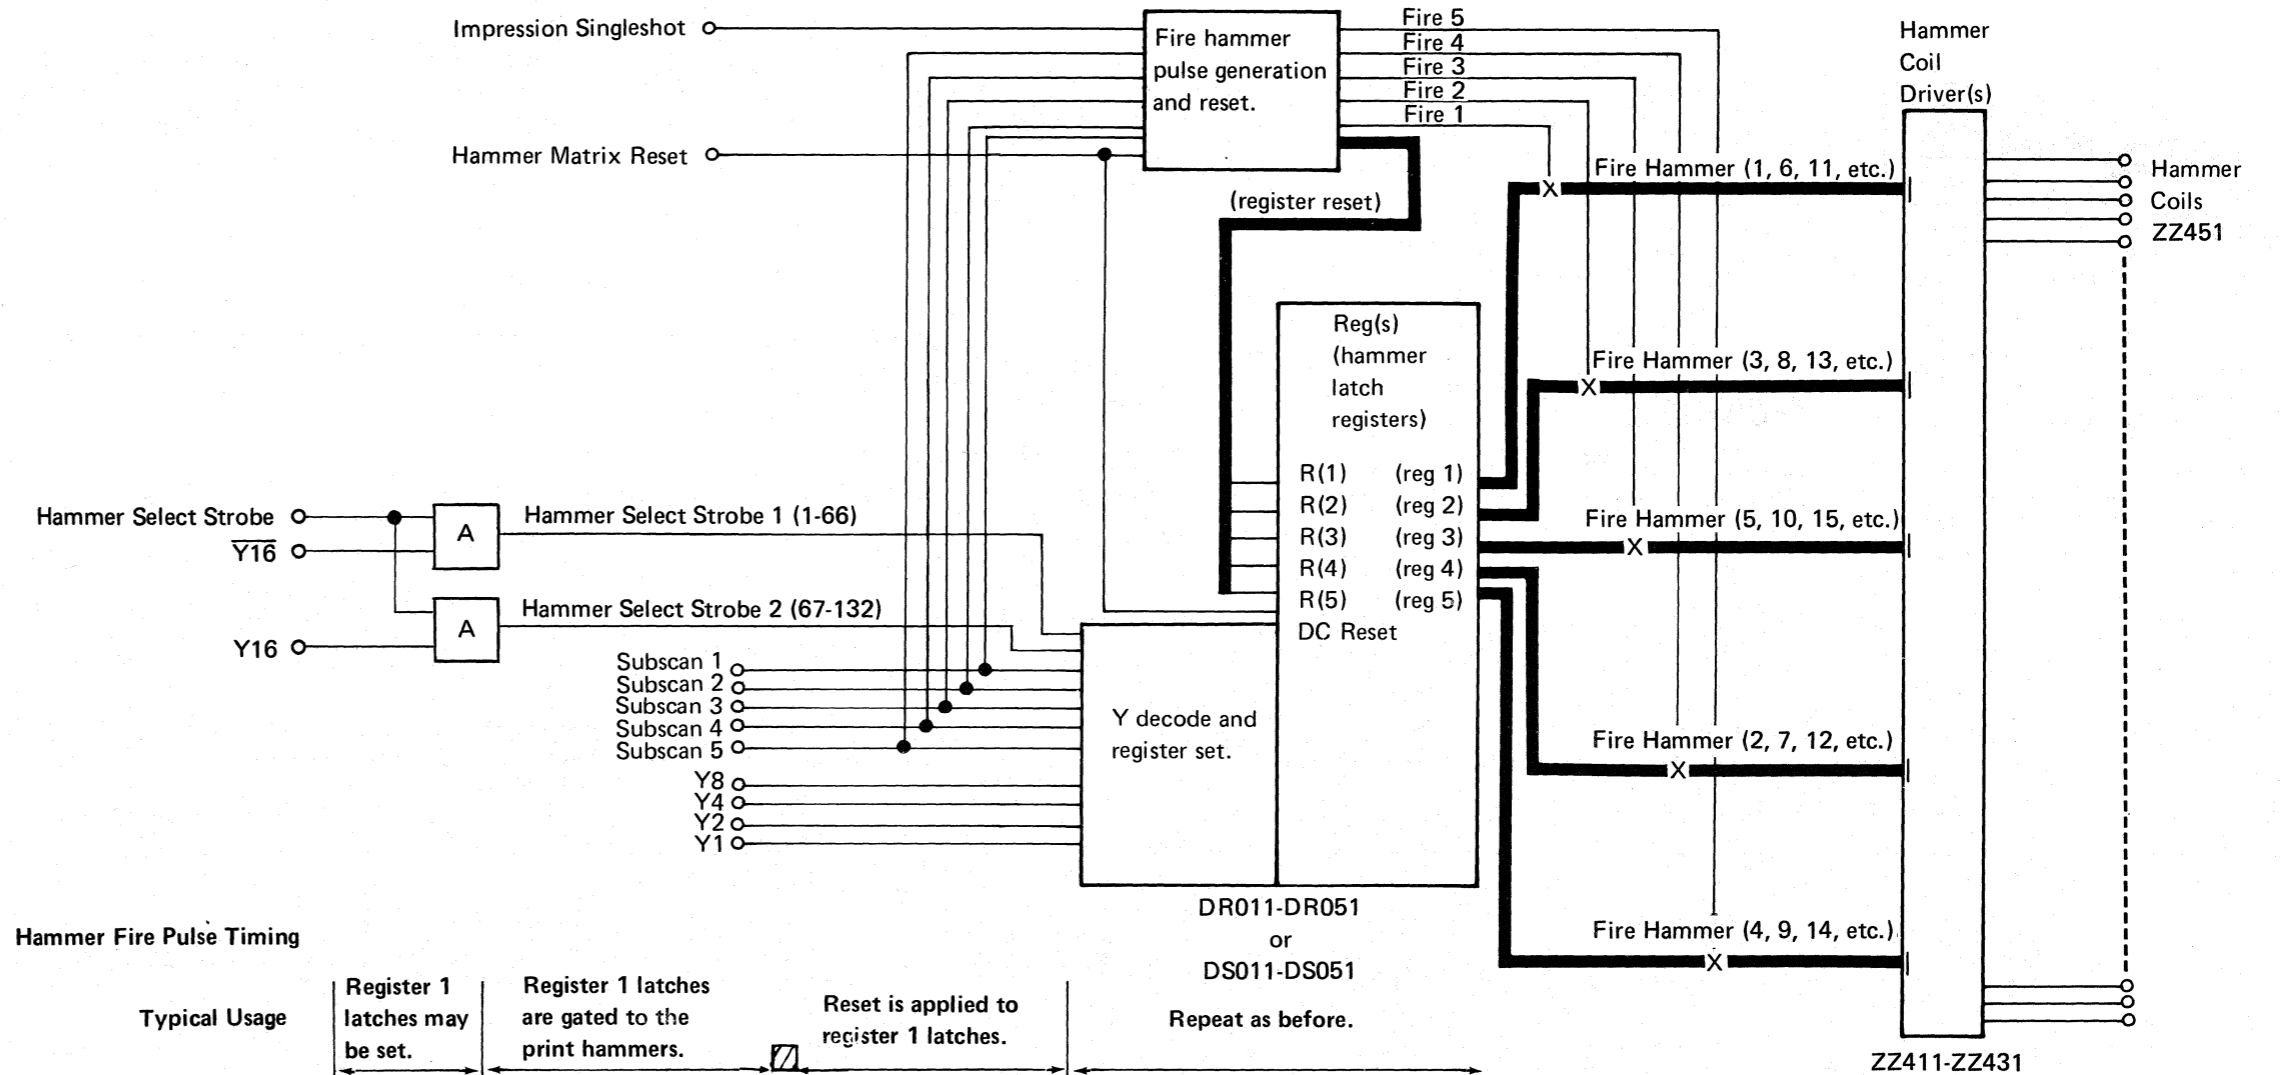 Impression Singleshot
Hammer Matrix Reset
Fire hammer
pulse generation
and reset.
Fire 5
Fire 4
Fire 3
Fire 2
Fire 1
(register reset)
Hammer
Coil
Driver(s)
Fire Hammer (1, 6, 11, etc.)
X
Hammer
Coils
ZZ451
Reg(s)
(hammer
latch
registers)
R(1) (reg 1)
R(2) (reg 2)
R(3) (reg 3)
R(4) (reg 4)
R(5) (reg 5)
DC Reset
Fire Hammer (3, 8, 13, etc.)
X
Fire Hammer (5, 10, 15, etc.)
X
Fire Hammer (2, 7, 12, etc.)
X
Fire Hammer (4, 9, 14, etc.)
X
Hammer Select Strobe
Y̅1̅6̅
A
Hammer Select Strobe 1 (1-66)
Y16
A
Hammer Select Strobe 2 (67-132)
Subscan 1
Subscan 2
Subscan 3
Subscan 4
Subscan 5
Y8
Y4
Y2
Y1
Y decode and
register set.
DR011-DR051
or
DS011-DS051
ZZ411-ZZ431
Hammer Fire Pulse Timing
Typical Usage
Register 1
latches may
be set.
Register 1 latches
are gated to the
print hammers.
Reset is applied to
register 1 latches.
Repeat as before.